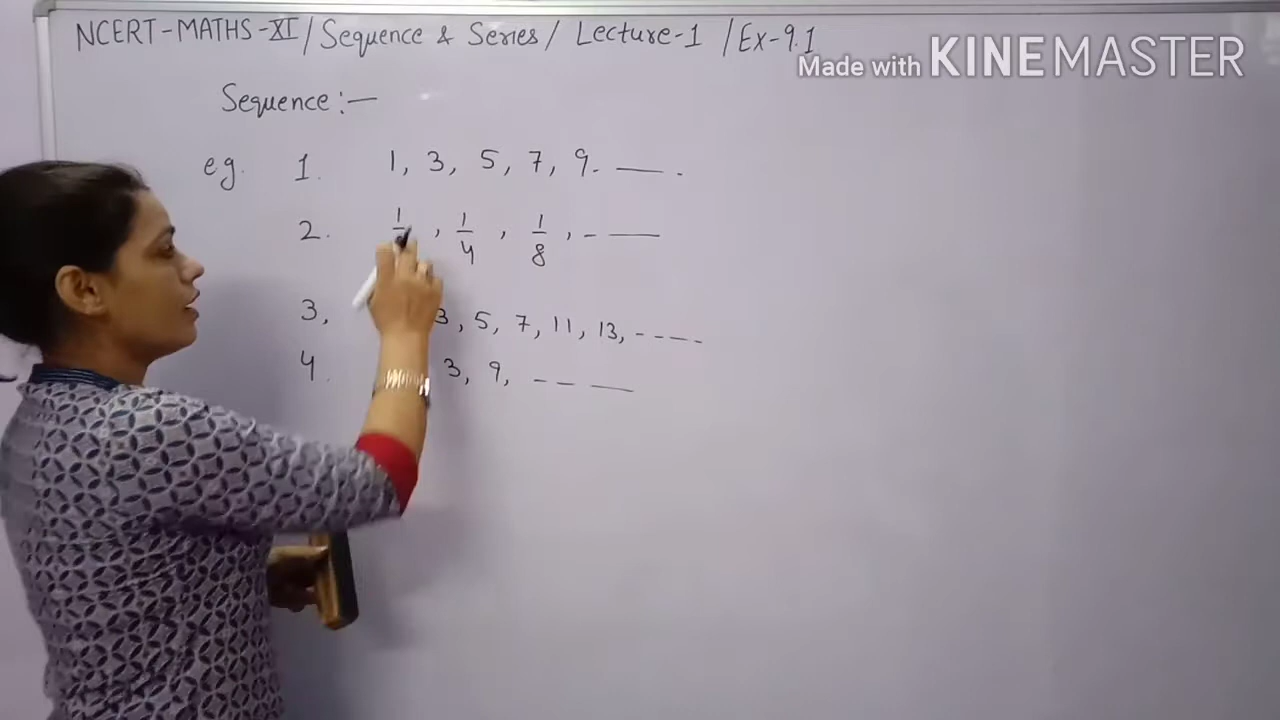 NCERT-MATHS-XI/Sequence & Series/ Lecture-1 /Ex-9.1
Made with KINEMASTER
Sequence:—
eg. 1. 1, 3, 5, 7, 9. —— .
2. 1/ , 1/4 , 1/8 , - ——
3, 3, 5, 7, 11, 13, - - - -
4. 3, 9, - - ——